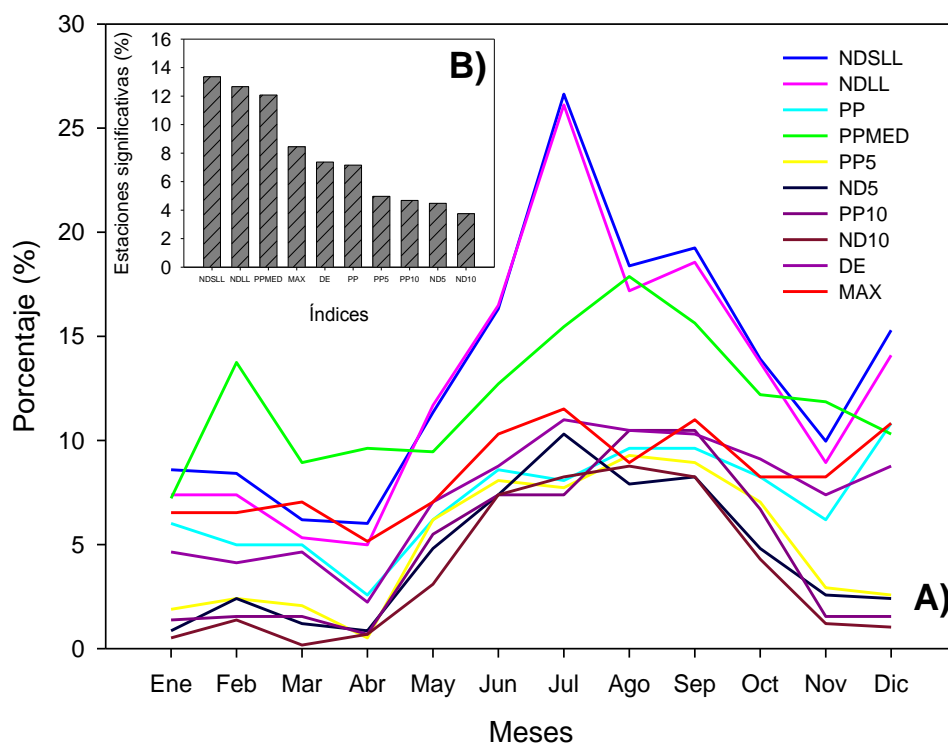 30
25
20
15
10
5
0
Porcentaje (%)
Ene Feb Mar Abr May Jun Jul Ago Sep Oct Nov Dic
Meses
A)
NDSLL
NDLL
PP
PPMED
PP5
ND5
PP10
ND10
DE
MAX
B)
16
14
12
10
8
6
4
2
0
Estaciones significativas (%)
NDSLL NDLL PPMED MAX DE PP PP5 PP10 ND5 ND10
Índices